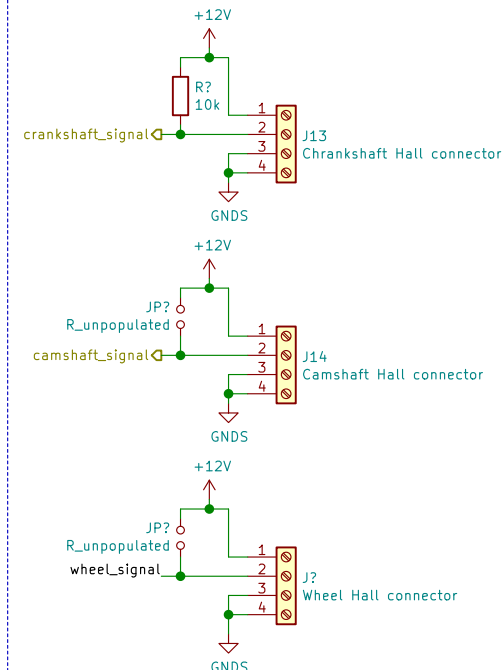 +12V
R?
10k
crankshaft_signal
1
2
3
4
J13
Chrankshaft Hall connector
GNDS
+12V
JP?
R_unpopulated
camshaft_signal
1
2
3
4
J14
Camshaft Hall connector
GNDS
+12V
JP?
R_unpopulated
wheel_signal
1
2
3
4
J?
Wheel Hall connector
GNDS